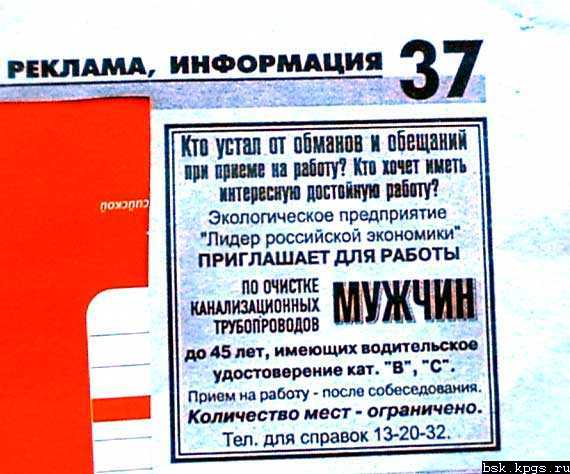 РЕКЛАМА, ИНФОРМАЦИЯ 37
Кто устал от обманов и обещаний
при приеме на работу? Кто хочет иметь
интересную достойную работу?
Экологическое предприятие
"Лидер российской экономики"
ПРИГЛАШАЕТ ДЛЯ РАБОТЫ
ПО ОЧИСТКЕ
КАНАЛИЗАЦИОННЫХ
ТРУБОПРОВОДОВ
МУЖЧИН
до 45 лет, имеющих водительское
удостоверение кат. "В", "С".
Прием на работу - после собеседования.
Количество мест - ограничено.
Тел. для справок 13-20-32.
bsk.kpgs.ru